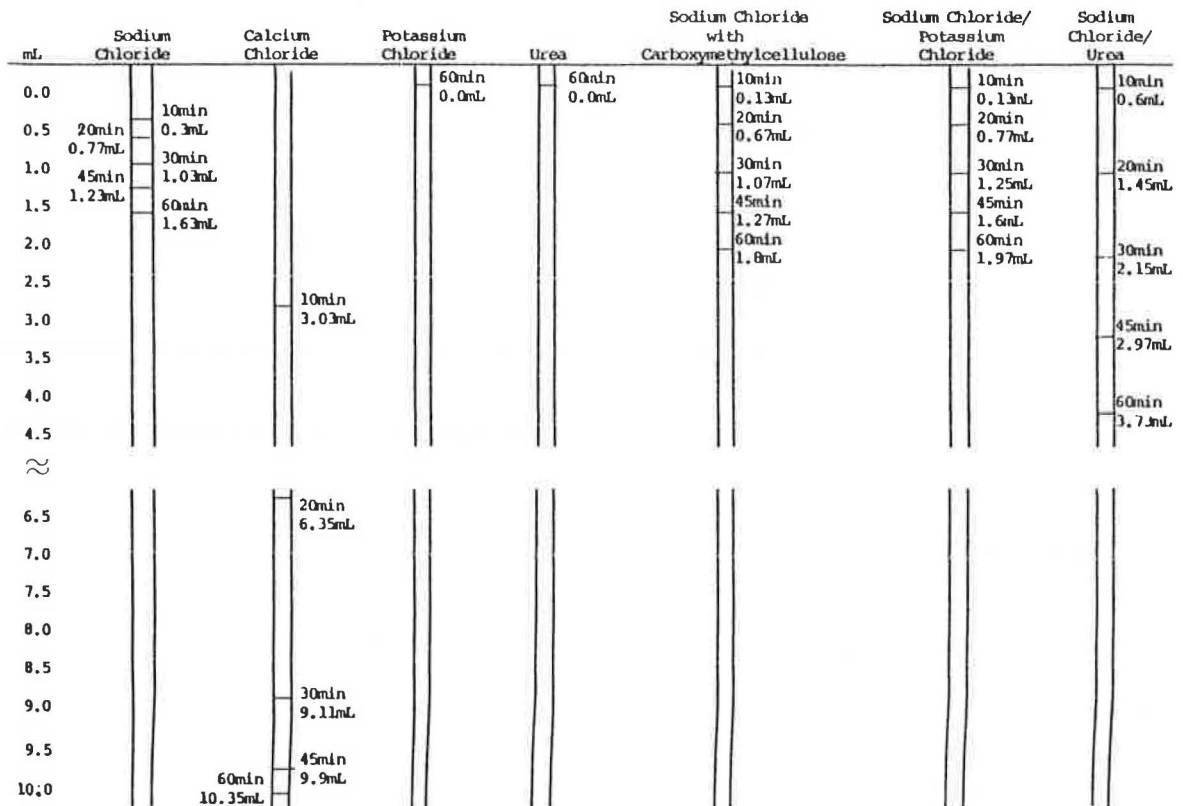 Sodium Chloride
Sodium Chloride/
Sodium
Sodium
Calcium
Potassium
with
Potassium
Chloride/
mL
Chloride
Chloride
Chloride
Urea
Carboxymethylcellulose
Chloride
Urea
0.0
0.5
1.0
1.5
2.0
2.5
3.0
3.5
4.0
4.5
≈
6.5
7.0
7.5
8.0
8.5
9.0
9.5
10.0
10min
0.3mL
20min
0.77mL
30min
1.03mL
45min
1.23mL
60min
1.63mL
10min
3.03mL
20min
6.35mL
30min
9.11mL
45min
9.9mL
60min
10.35mL
60min
0.0mL
60min
0.0mL
10min
0.13mL
20min
0.67mL
30min
1.07mL
45min
1.27mL
60min
1.8mL
10min
0.13mL
20min
0.77mL
30min
1.25mL
45min
1.6mL
60min
1.97mL
10min
0.6mL
20min
1.45mL
30min
2.15mL
45min
2.97mL
60min
3.73mL